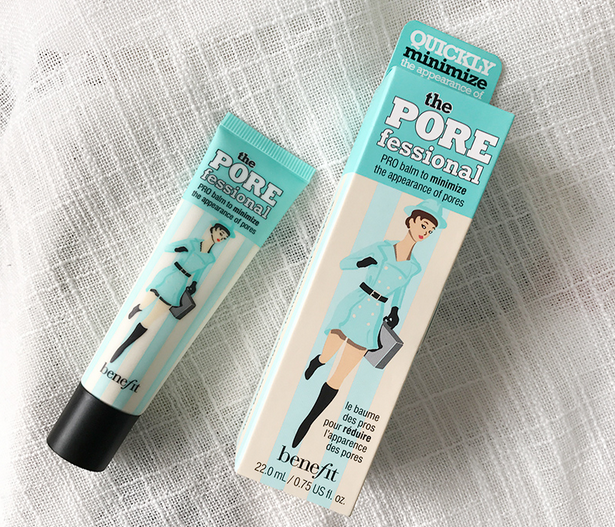 the
PORE
fessional
PRO balm to minimize
the appearance of pores
benefit
QUICKLY
minimize
the appearance of
the
PORE
fessional
PRO balm to minimize
the appearance of pores
le baume
des pros
pour réduire
l'apparence
des pores
benefit
22.0 mL / 0.75 US fl. oz.